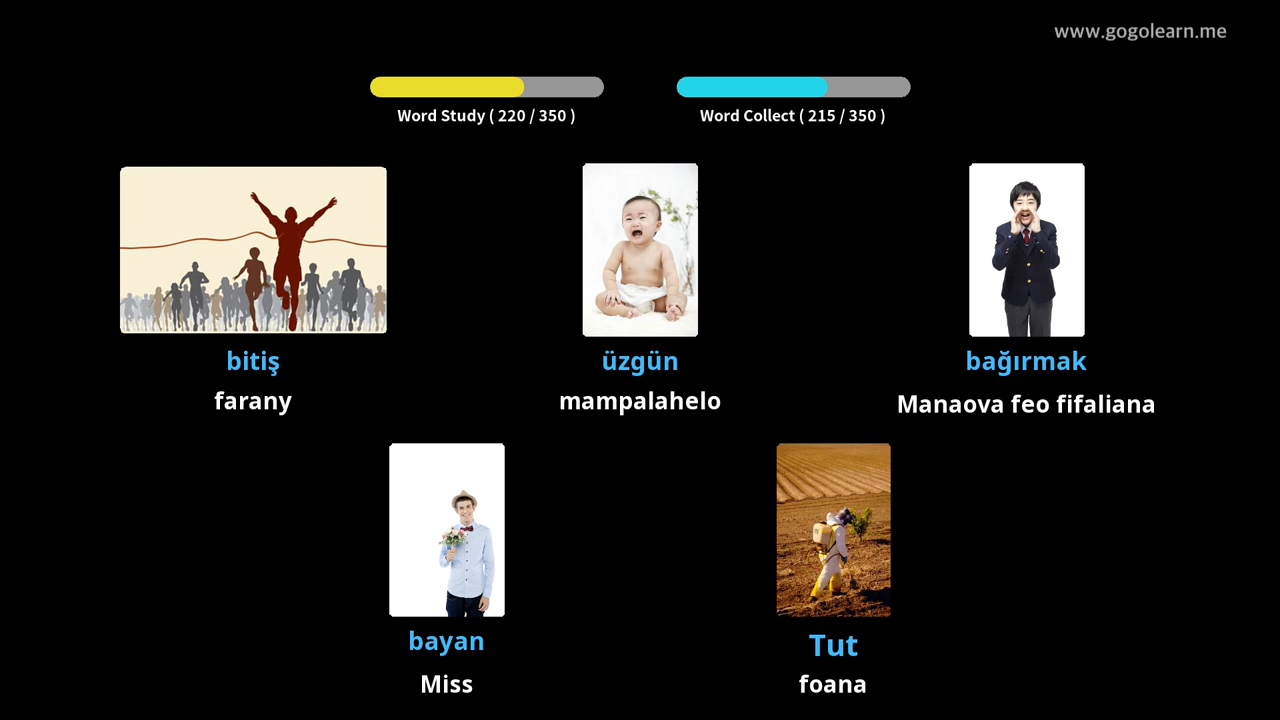 www.gogolearn.me
Word Study ( 220 / 350 )
Word Collect ( 215 / 350 )
bitiş
farany
üzgün
mampalahelo
bağırmak
Manaova feo fifaliana
bayan
Miss
Tut
foana